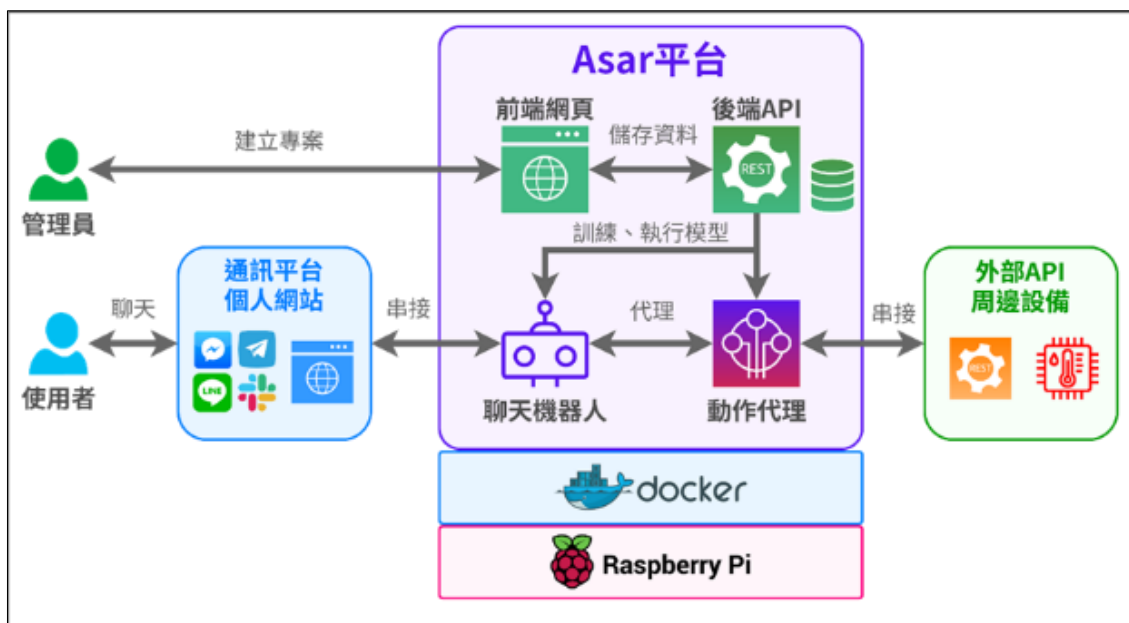 Asar平台
前端網頁
後端API
建立專案
儲存資料
REST
管理員
訓練、執行模型
通訊平台
個人網站
外部API
周邊設備
聊天
串接
代理
串接
LINE
REST
使用者
聊天機器人
動作代理
docker
Raspberry Pi